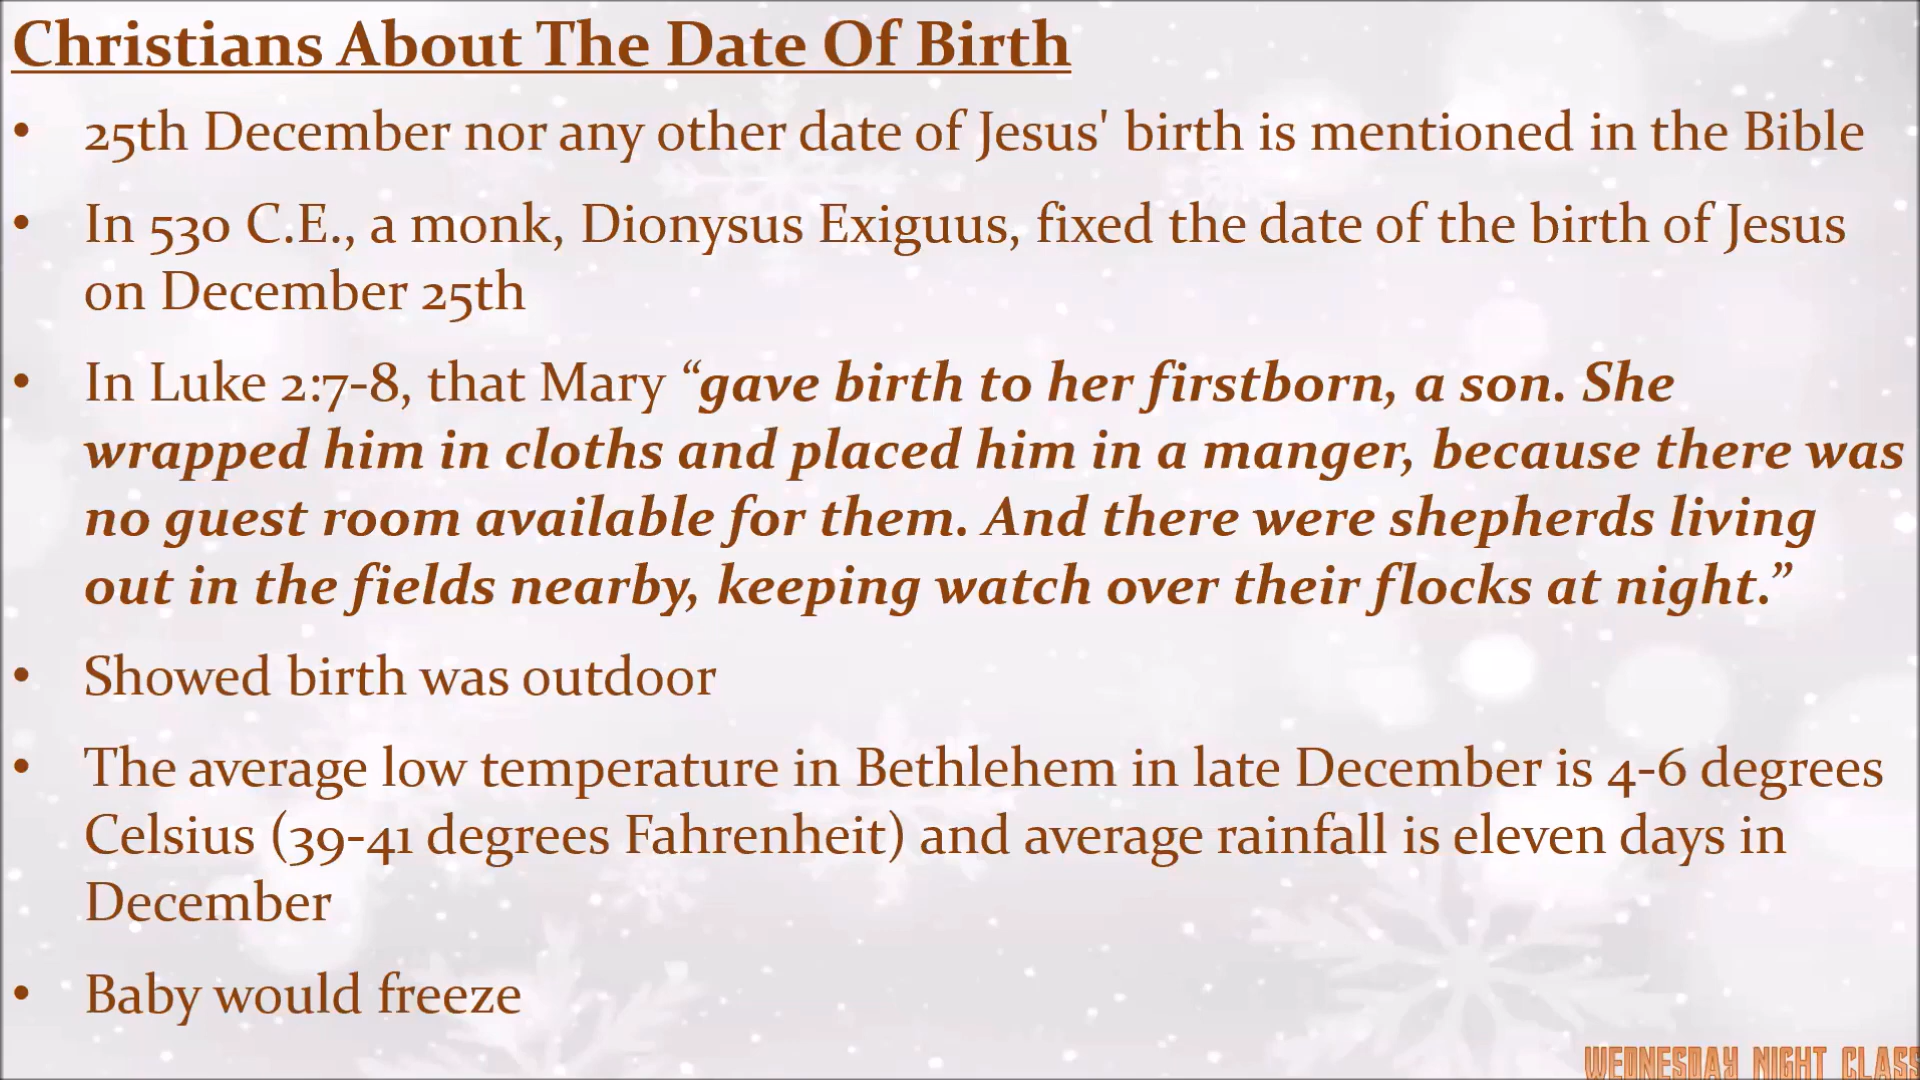 Christians About The Date Of Birth
• 25th December nor any other date of Jesus' birth is mentioned in the Bible
• In 530 C.E., a monk, Dionysus Exiguus, fixed the date of the birth of Jesus
on December 25th
• In Luke 2:7-8, that Mary “gave birth to her firstborn, a son. She
wrapped him in cloths and placed him in a manger, because there was
no guest room available for them. And there were shepherds living
out in the fields nearby, keeping watch over their flocks at night.”
• Showed birth was outdoor
• The average low temperature in Bethlehem in late December is 4-6 degrees
Celsius (39-41 degrees Fahrenheit) and average rainfall is eleven days in
December
• Baby would freeze
WEDNESDAY NIGHT CLASS